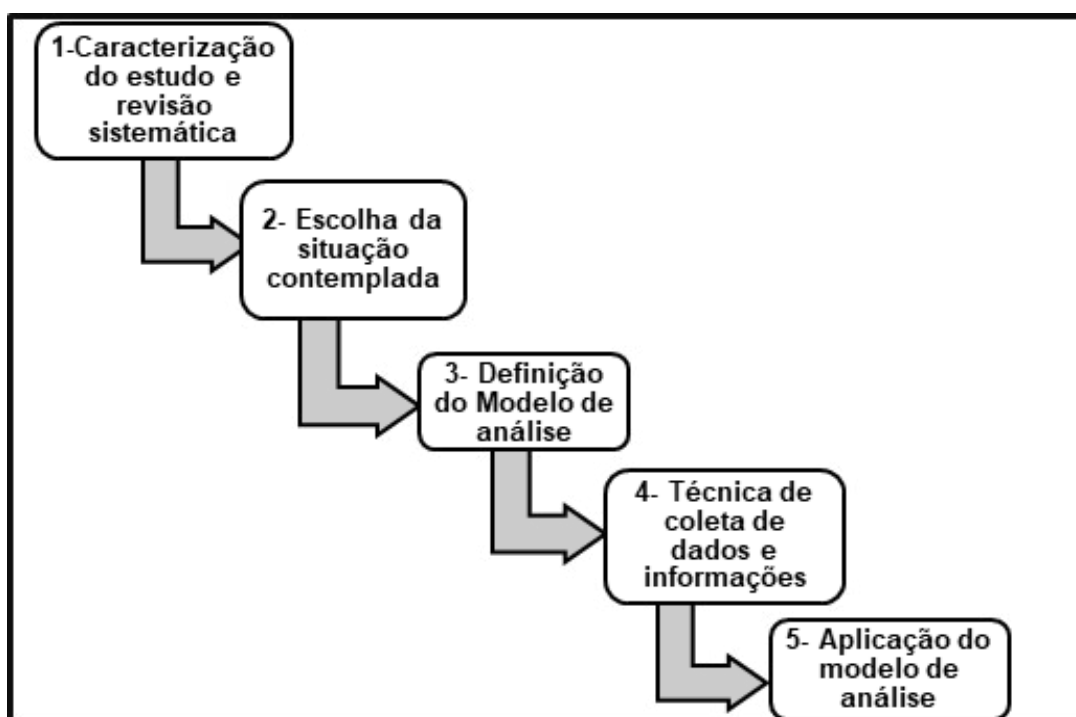 1-Caracterização
do estudo e
revisão
sistemática
2- Escolha da
situação
contemplada
3- Definição
do Modelo de
análise
4- Técnica de
coleta de
dados e
informações
5- Aplicação do
modelo de
análise